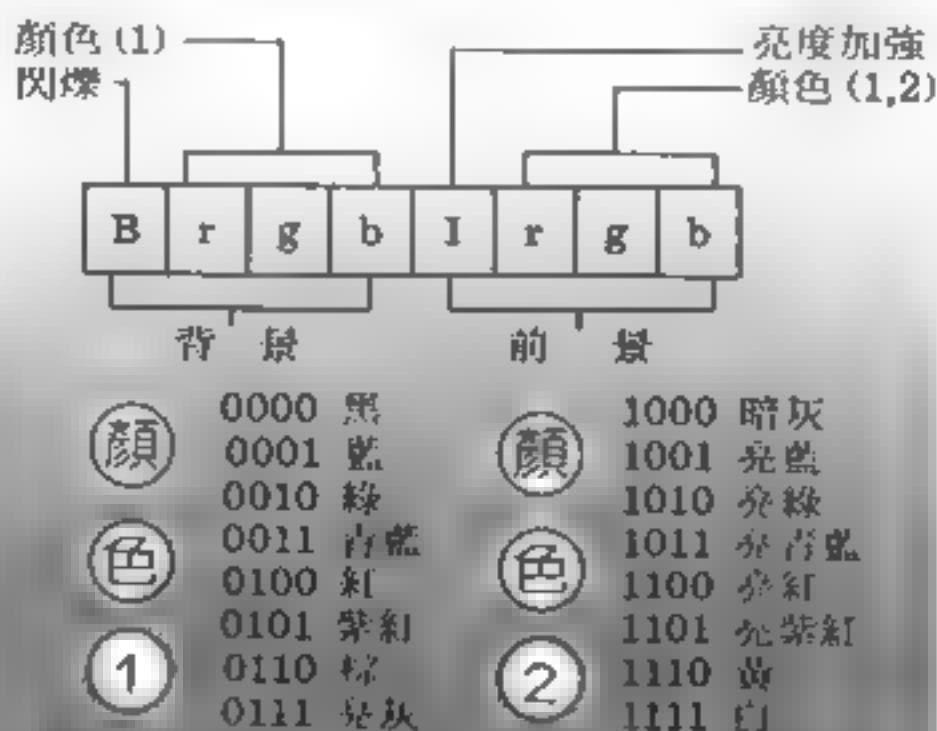 顏色 (1)
閃爍
亮度加強
顏色 (1,2)
B r g b I r g b
背 景
前 景
顏色1
0000 黑
0001 藍
0010 綠
0011 青藍
0100 紅
0101 紫紅
0110 棕
0111 亮灰
顏色2
1000 暗灰
1001 亮藍
1010 亮綠
1011 亮青藍
1100 亮紅
1101 亮紫紅
1110 黃
1111 白